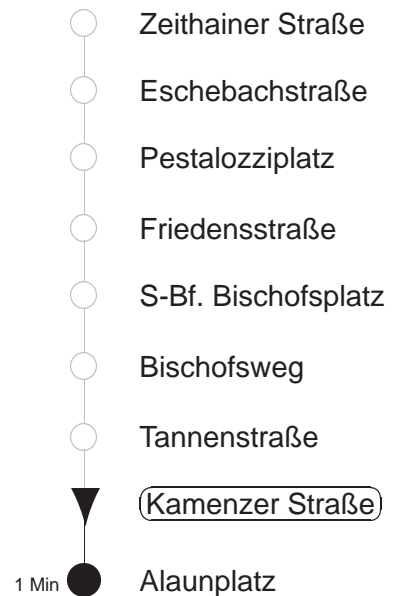 Zeithainer Straße
Eschebachstraße
Pestalozziplatz
Friedensstraße
S-Bf. Bischofsplatz
Bischofsweg
Tannenstraße
Kamenzer Straße
1 Min Alaunplatz